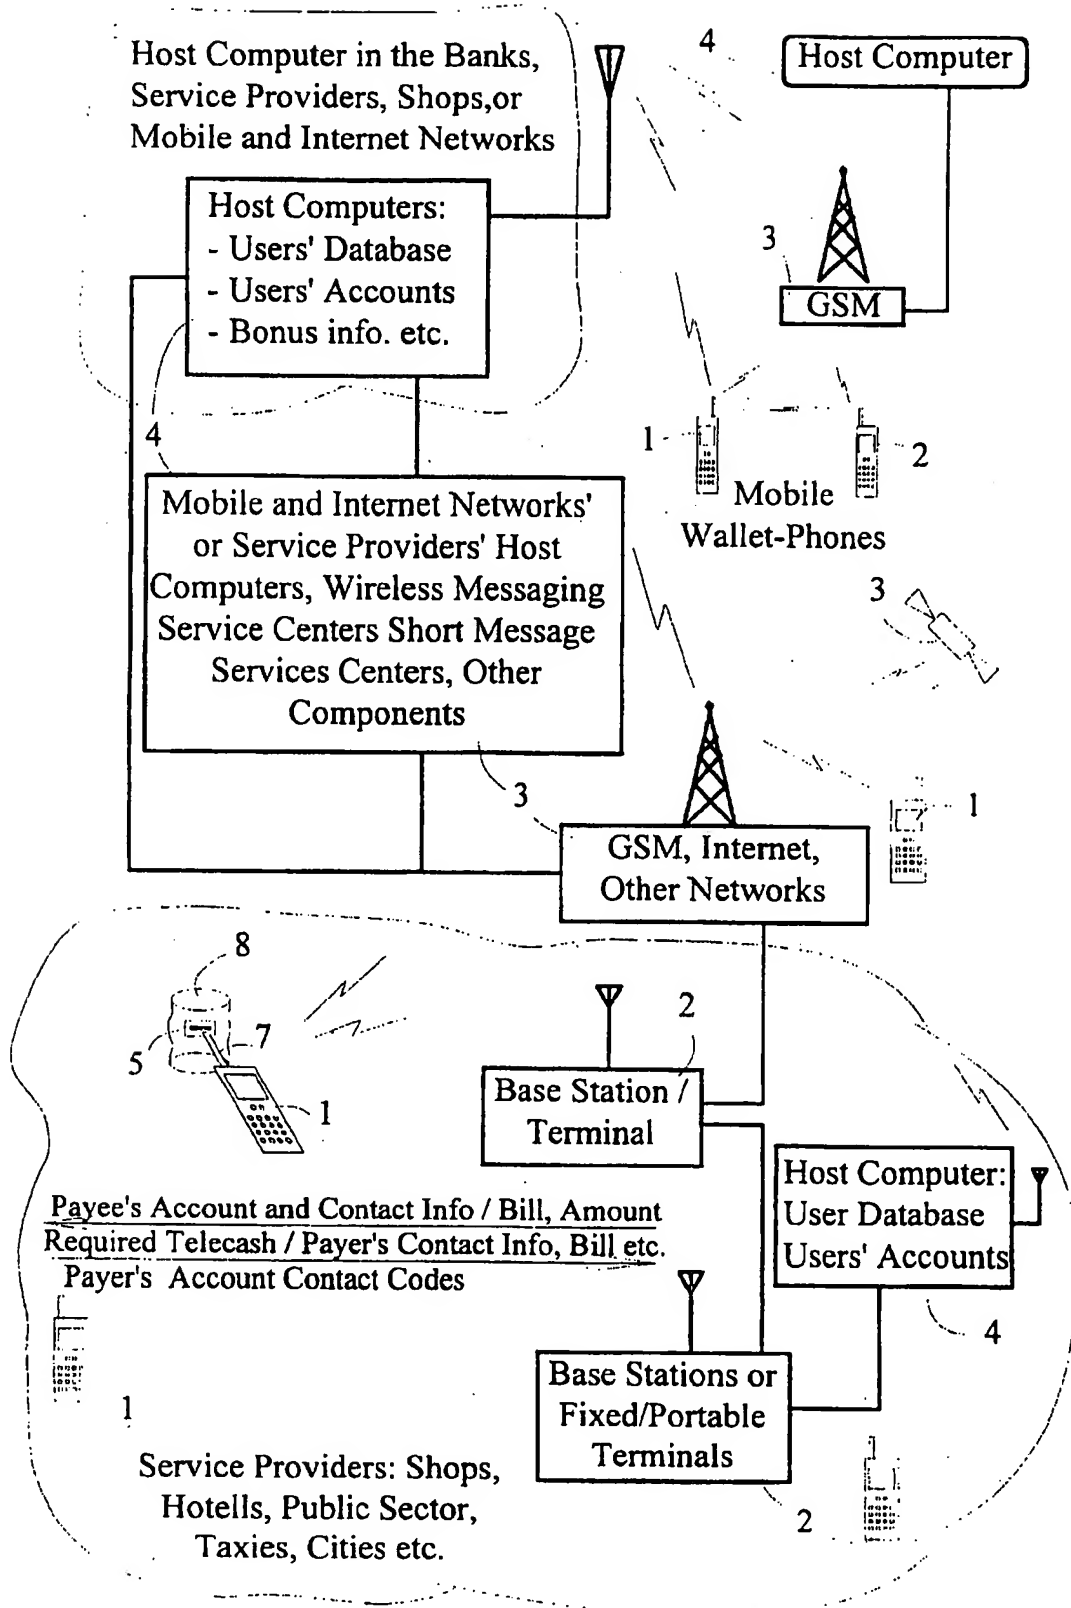 Host Computer in the Banks,
Service Providers, Shops,or
Mobile and Internet Networks
4
Host Computer
Host Computers:
- Users' Database
- Users' Accounts
- Bonus info. etc.
3
GSM
4
1
2
Mobile
Wallet-Phones
Mobile and Internet Networks'
or Service Providers' Host
Computers, Wireless Messaging
Service Centers Short Message
Services Centers, Other
Components
3
3
1
GSM, Internet,
Other Networks
8
5
7
1
2
Base Station /
Terminal
Host Computer:
User Database
Users' Accounts
4
Payee's Account and Contact Info / Bill, Amount
Required Telecash / Payer's Contact Info, Bill etc.
Payer's Account Contact Codes
1
Base Stations or
Fixed/Portable
Terminals
2
Service Providers: Shops,
Hotells, Public Sector,
Taxies, Cities etc.